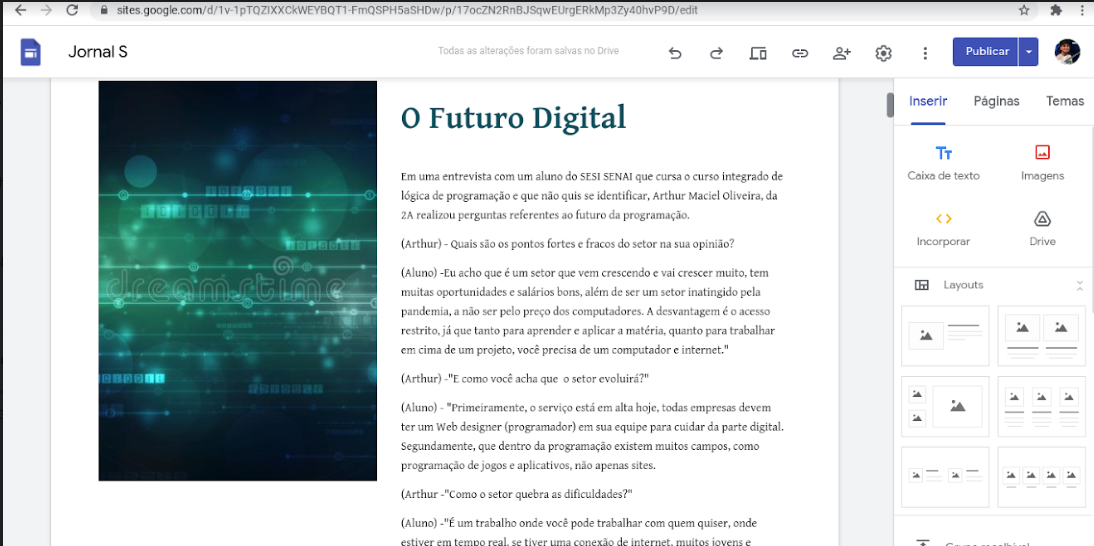 sites.google.com/d/1v-1pTQZIXXCkWEYBQT1-FmQSPH5aSHDw/p/17ocZN2RnBJSqwEUrgERkMp3Zy40hvP9D/edit
Jornal S
Todas as alterações foram salvas no Drive
Publicar
O Futuro Digital
Em uma entrevista com um aluno do SESI SENAI que cursa o curso integrado de
lógica de programação e que não quis se identificar, Arthur Maciel Oliveira, da
2A realizou perguntas referentes ao futuro da programação.
(Arthur) - Quais são os pontos fortes e fracos do setor na sua opinião?
(Aluno) -Eu acho que é um setor que vem crescendo e vai crescer muito, tem
muitas oportunidades e salários bons, além de ser um setor inatingido pela
pandemia, a não ser pelo preço dos computadores. A desvantagem é o acesso
restrito, já que tanto para aprender e aplicar a matéria, quanto para trabalhar
em cima de um projeto, você precisa de um computador e internet."
(Arthur) -"E como você acha que o setor evoluirá?"
(Aluno) - "Primeiramente, o serviço está em alta hoje, todas empresas devem
ter um Web designer (programador) em sua equipe para cuidar da parte digital.
Segundamente, que dentro da programação existem muitos campos, como
programação de jogos e aplicativos, não apenas sites.
(Arthur -"Como o setor quebra as dificuldades?"
(Aluno) -"É um trabalho onde você pode trabalhar com quem quiser, onde
estiver em tempo real, se tiver uma conexão de internet, muitos jovens e
dreamstime
Inserir
Páginas
Temas
Caixa de texto
Imagens
Incorporar
Drive
Layouts